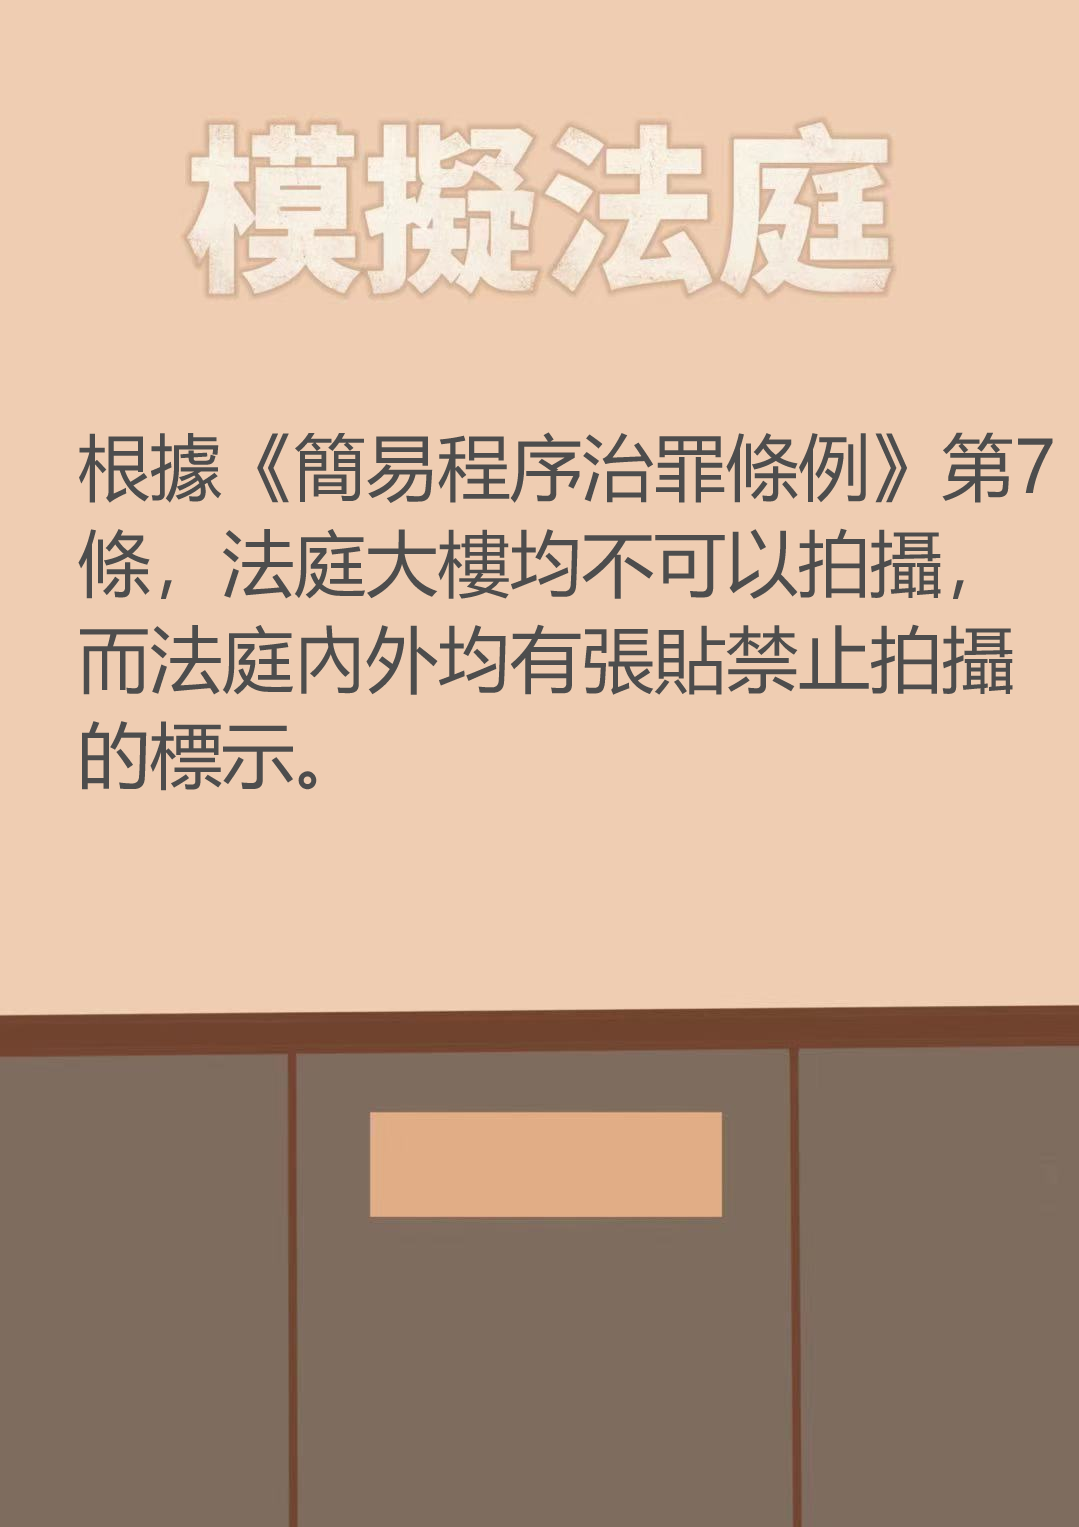 模擬法庭
根據《簡易程序治罪條例》第7
條，法庭大樓均不可以拍攝，
而法庭內外均有張貼禁止拍攝
的標示。